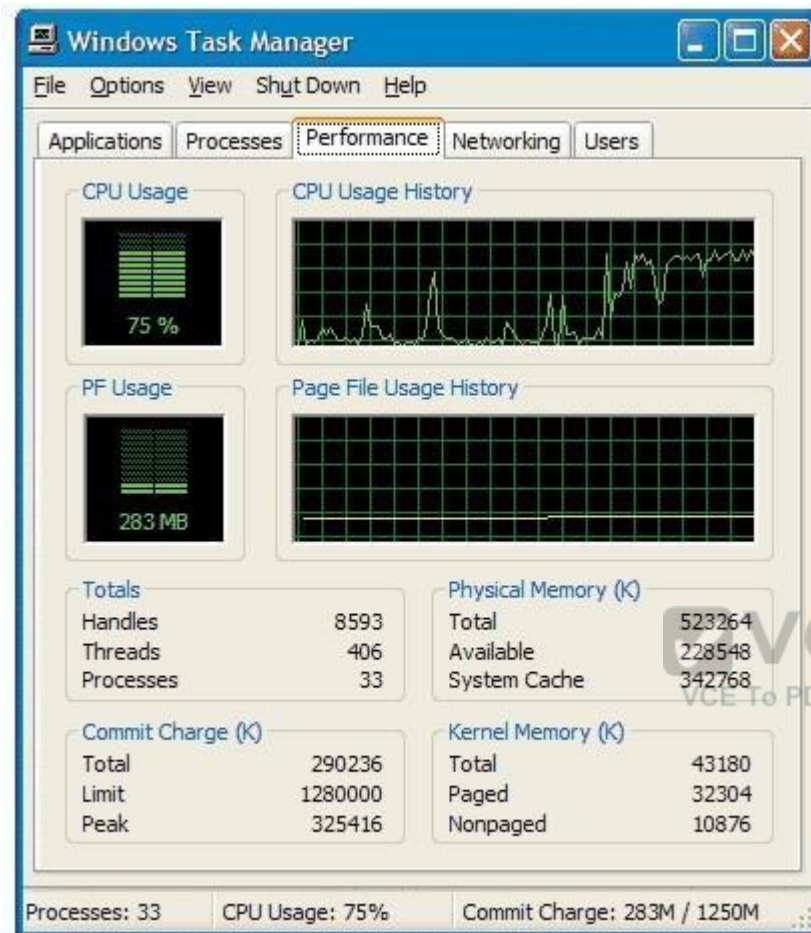 Windows Task Manager
File Options View Shut Down Help
Applications Processes Performance Networking Users
CPU Usage CPU Usage History
75 %
PF Usage Page File Usage History
283 MB
Totals Physical Memory (K)
Handles 8593 Total 523264
Threads 406 Available 228548
Processes 33 System Cache 342768
VCE To PD
Commit Charge (K) Kernel Memory (K)
Total 290236 Total 43180
Limit 1280000 Paged 32304
Peak 325416 Nonpaged 10876
Processes: 33 CPU Usage: 75% Commit Charge: 283M / 1250M